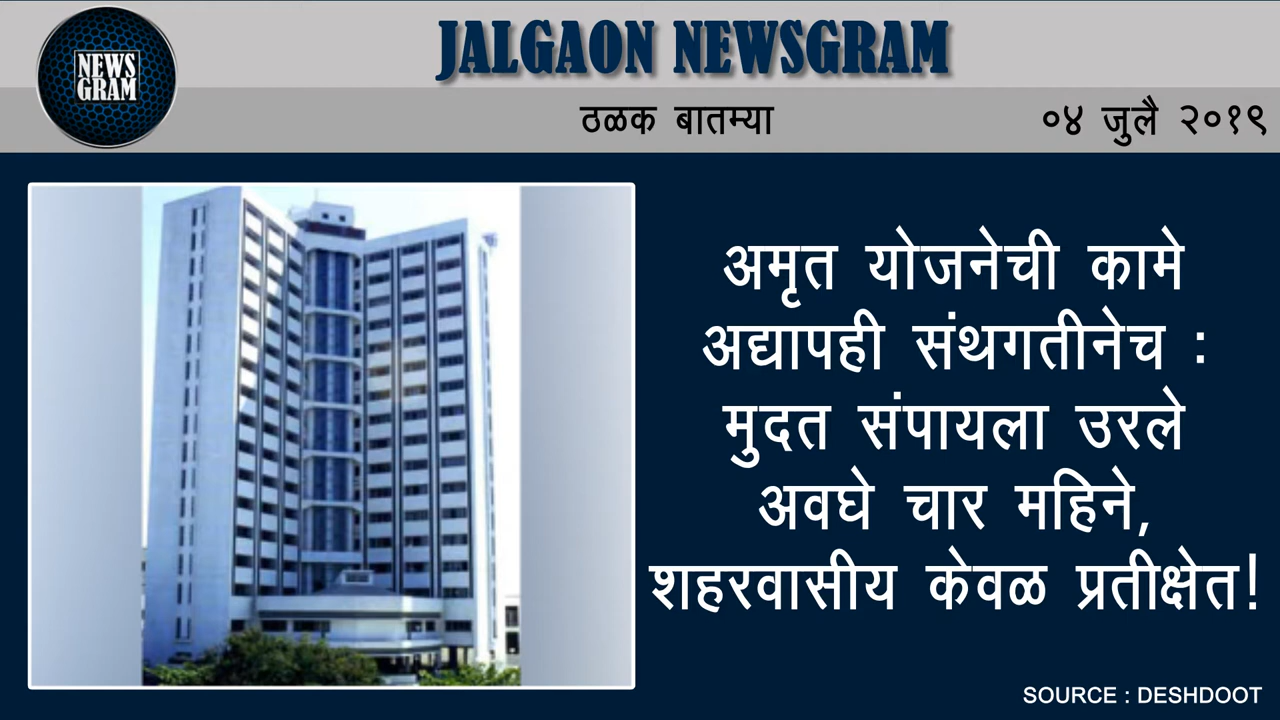 NEWS
GRAM
JALGAON NEWSGRAM
ठळक बातम्या
०४ जुलै २०१९
अमृत योजनेची कामे
अद्यापही संथगतीनेच :
मुदत संपायला उरले
अवघे चार महिने,
शहरवासीय केवळ प्रतीक्षेत!
SOURCE : DESHDOOT